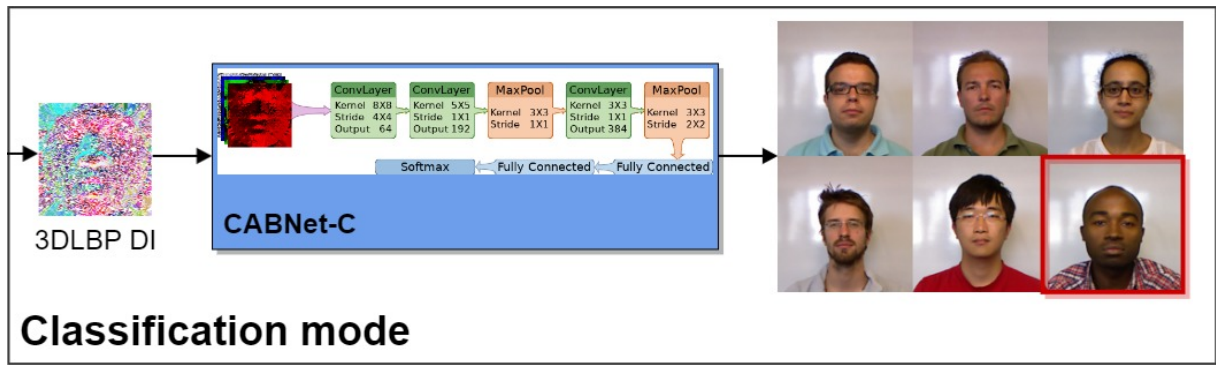 3DLBP DI
ConvLayer
Kernel 8X8
Stride 4X4
Output 64
ConvLayer
Kernel 5X5
Stride 1X1
Output 192
MaxPool
Kernel 3X3
Stride 1X1
ConvLayer
Kernel 3X3
Stride 1X1
Output 384
MaxPool
Kernel 3X3
Stride 2X2
Softmax
Fully Connected
Fully Connected
CABNet-C
Classification mode